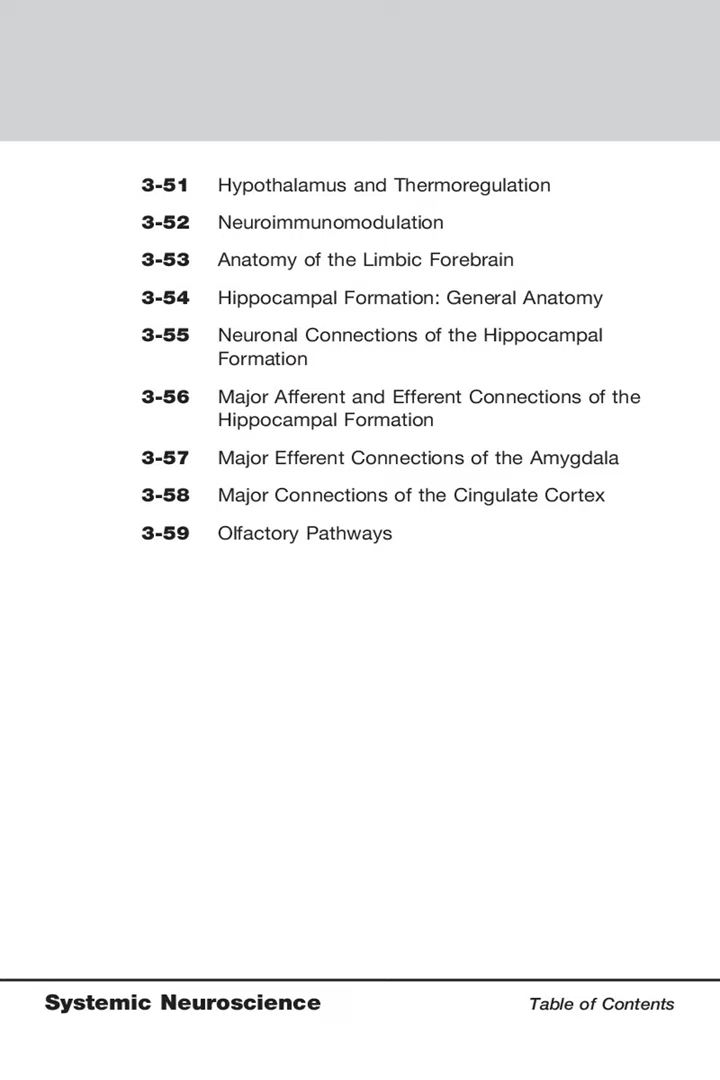 3-51 Hypothalamus and Thermoregulation
3-52 Neuroimmunomodulation
3-53 Anatomy of the Limbic Forebrain
3-54 Hippocampal Formation: General Anatomy
3-55 Neuronal Connections of the Hippocampal
Formation
3-56 Major Afferent and Efferent Connections of the
Hippocampal Formation
3-57 Major Efferent Connections of the Amygdala
3-58 Major Connections of the Cingulate Cortex
3-59 Olfactory Pathways
Systemic Neuroscience Table of Contents